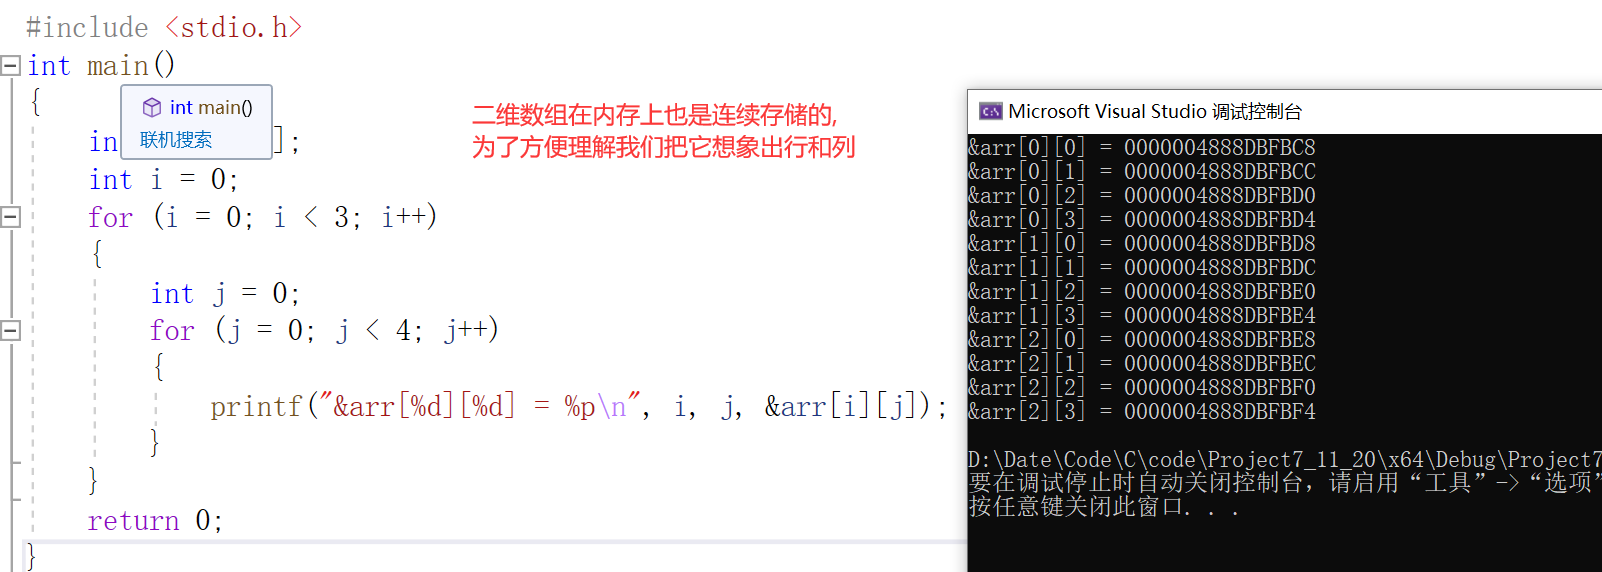 #include <stdio.h>
int main()
{
int main()
联机搜索
in
];
int i = 0;
for (i = 0; i < 3; i++)
{
int j = 0;
for (j = 0; j < 4; j++)
{
printf("&arr[%d][%d] = %p\n", i, j, &arr[i][j]);
}
}
return 0;
}
二维数组在内存上也是连续存储的,
为了方便理解我们把它想象出行和列
Microsoft Visual Studio 调试控制台
&arr[0][0] = 0000004888DBFBC8
&arr[0][1] = 0000004888DBFBCC
&arr[0][2] = 0000004888DBFBD0
&arr[0][3] = 0000004888DBFBD4
&arr[1][0] = 0000004888DBFBD8
&arr[1][1] = 0000004888DBFBDC
&arr[1][2] = 0000004888DBFBE0
&arr[1][3] = 0000004888DBFBE4
&arr[2][0] = 0000004888DBFBE8
&arr[2][1] = 0000004888DBFBEC
&arr[2][2] = 0000004888DBFBF0
&arr[2][3] = 0000004888DBFBF4
D:\Date\Code\C\code\Project7_11_20\x64\Debug\Project7
要在调试停止时自动关闭控制台，请启用“工具”->“选项”
按任意键关闭此窗口. . .